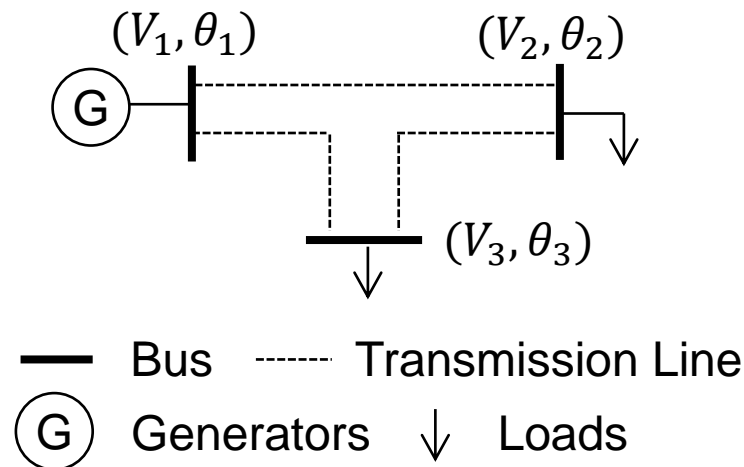 (V₁, θ₁)
(V₂, θ₂)
G
(V₃, θ₃)
Bus
Transmission Line
G
Generators
Loads